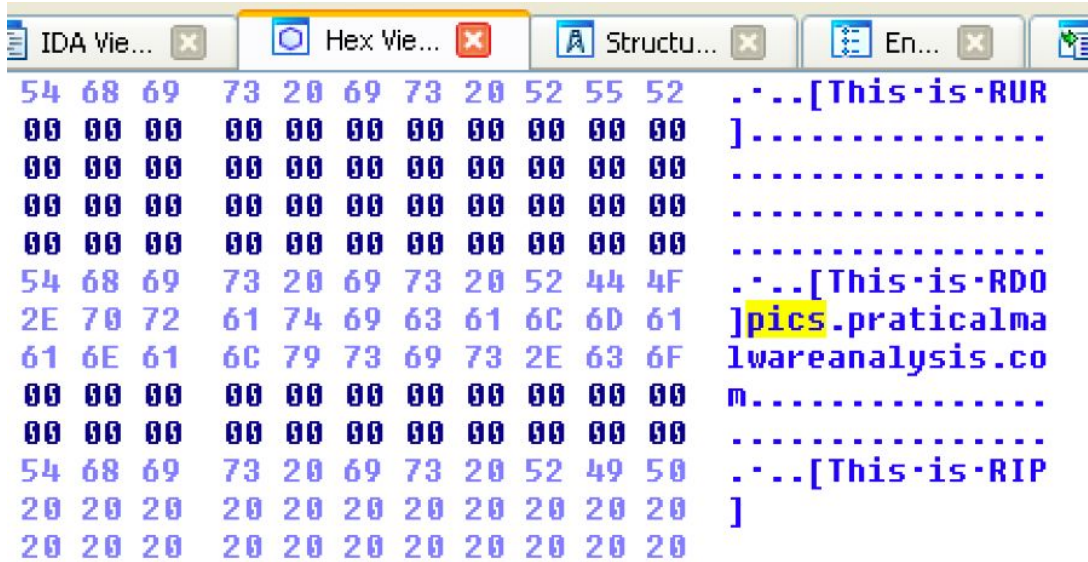 IDA Vie... Hex Vie... Structu... En...
54 68 69 73 20 69 73 20 52 55 52 .·..[This·is·RUR
00 00 00 00 00 00 00 00 00 00 00 ]...............
00 00 00 00 00 00 00 00 00 00 00 ................
00 00 00 00 00 00 00 00 00 00 00 ................
00 00 00 00 00 00 00 00 00 00 00 ................
54 68 69 73 20 69 73 20 52 44 4F .·..[This·is·RDO
2E 70 72 61 74 69 63 61 6C 6D 61 ]pics.praticalma
61 6E 61 6C 79 73 69 73 2E 63 6F lwareanalysis.co
00 00 00 00 00 00 00 00 00 00 00 m...............
00 00 00 00 00 00 00 00 00 00 00 ................
54 68 69 73 20 69 73 20 52 49 50 .·..[This·is·RIP
20 20 20 20 20 20 20 20 20 20 20 ]
20 20 20 20 20 20 20 20 20 20 20